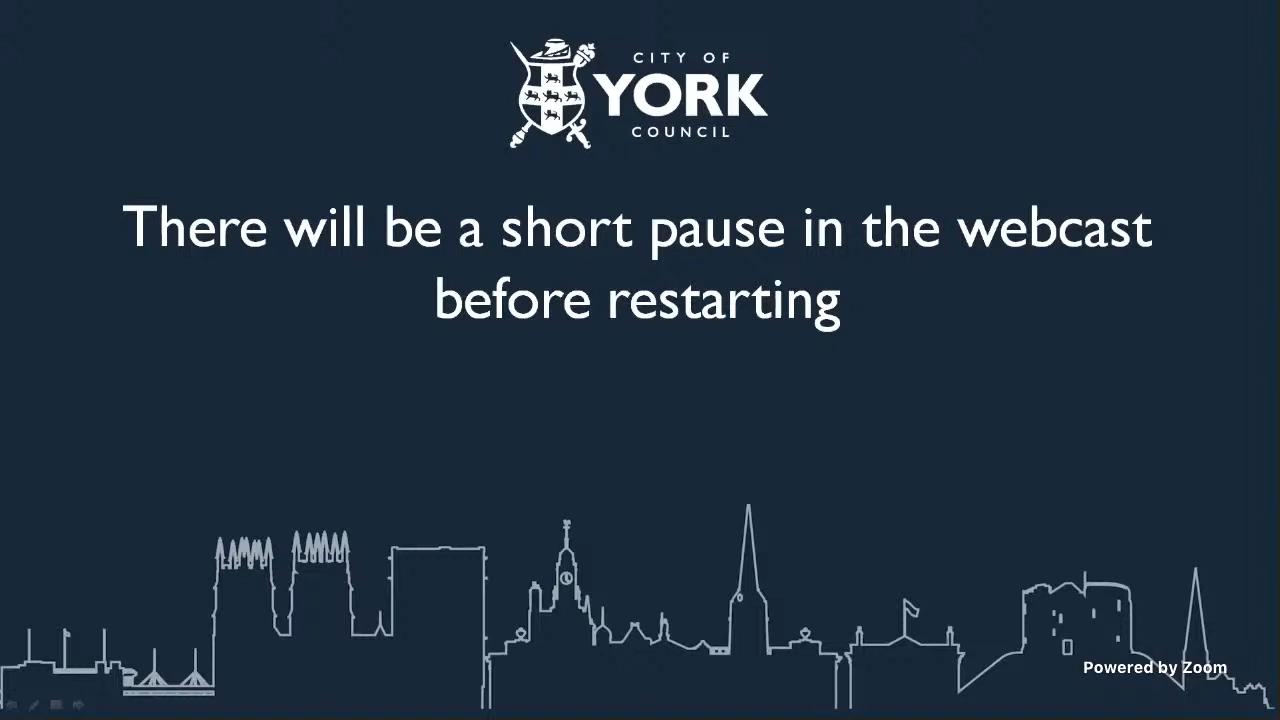 CITY OF
YORK
COUNCIL
There will be a short pause in the webcast
before restarting
Powered by Zoom